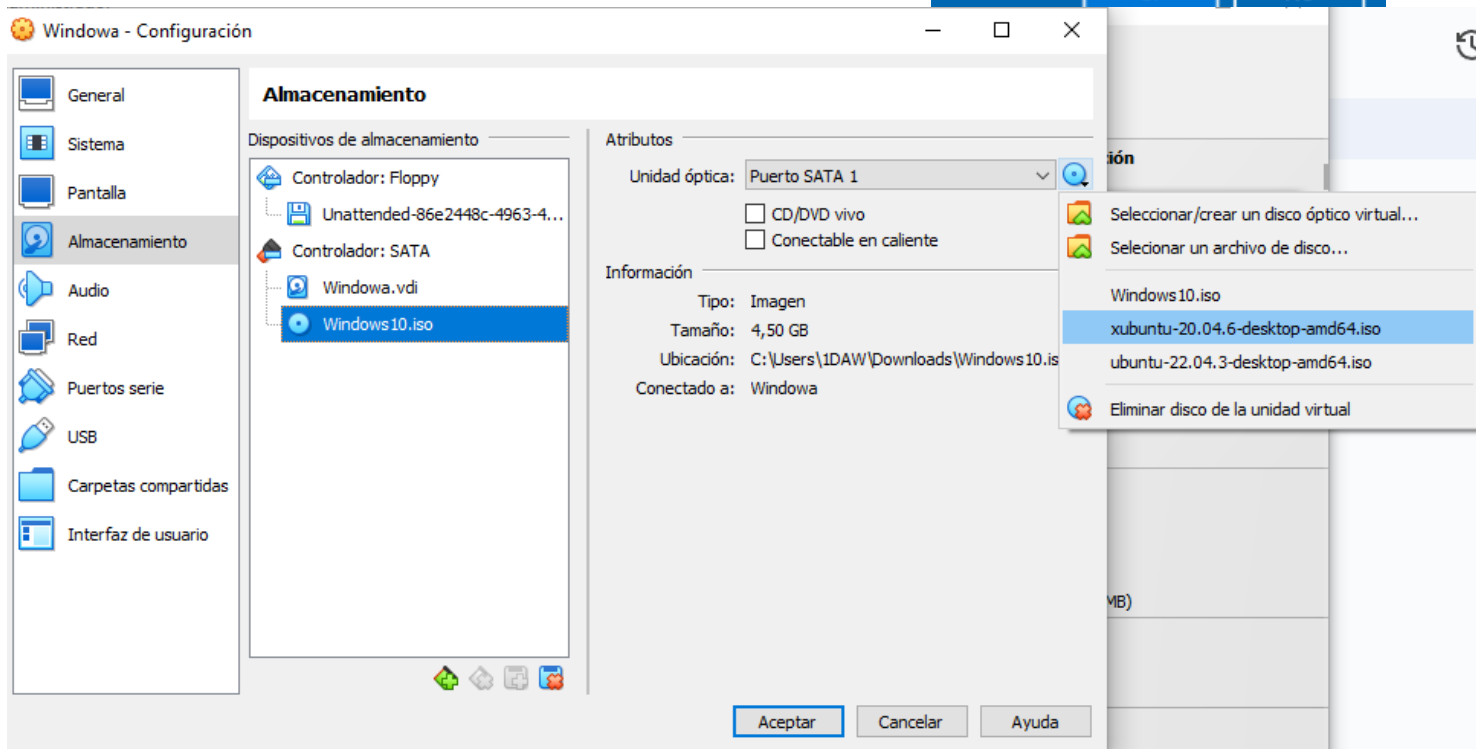 Windowa - Configuración
General
Sistema
Pantalla
Almacenamiento
Audio
Red
Puertos serie
USB
Carpetas compartidas
Interfaz de usuario
Almacenamiento
Dispositivos de almacenamiento
Controlador: Floppy
Unattended-86e2448c-4963-4...
Controlador: SATA
Windowa.vdi
Windows10.iso
Atributos
Unidad óptica: Puerto SATA 1
CD/DVD vivo
Conectable en caliente
Información
Tipo: Imagen
Tamaño: 4,50 GB
Ubicación: C:\Users\1DAW\Downloads\Windows10.is
Conectado a: Windowa
ión
Seleccionar/crear un disco óptico virtual...
Selecionar un archivo de disco...
Windows10.iso
xubuntu-20.04.6-desktop-amd64.iso
ubuntu-22.04.3-desktop-amd64.iso
Eliminar disco de la unidad virtual
MB)
Aceptar
Cancelar
Ayuda